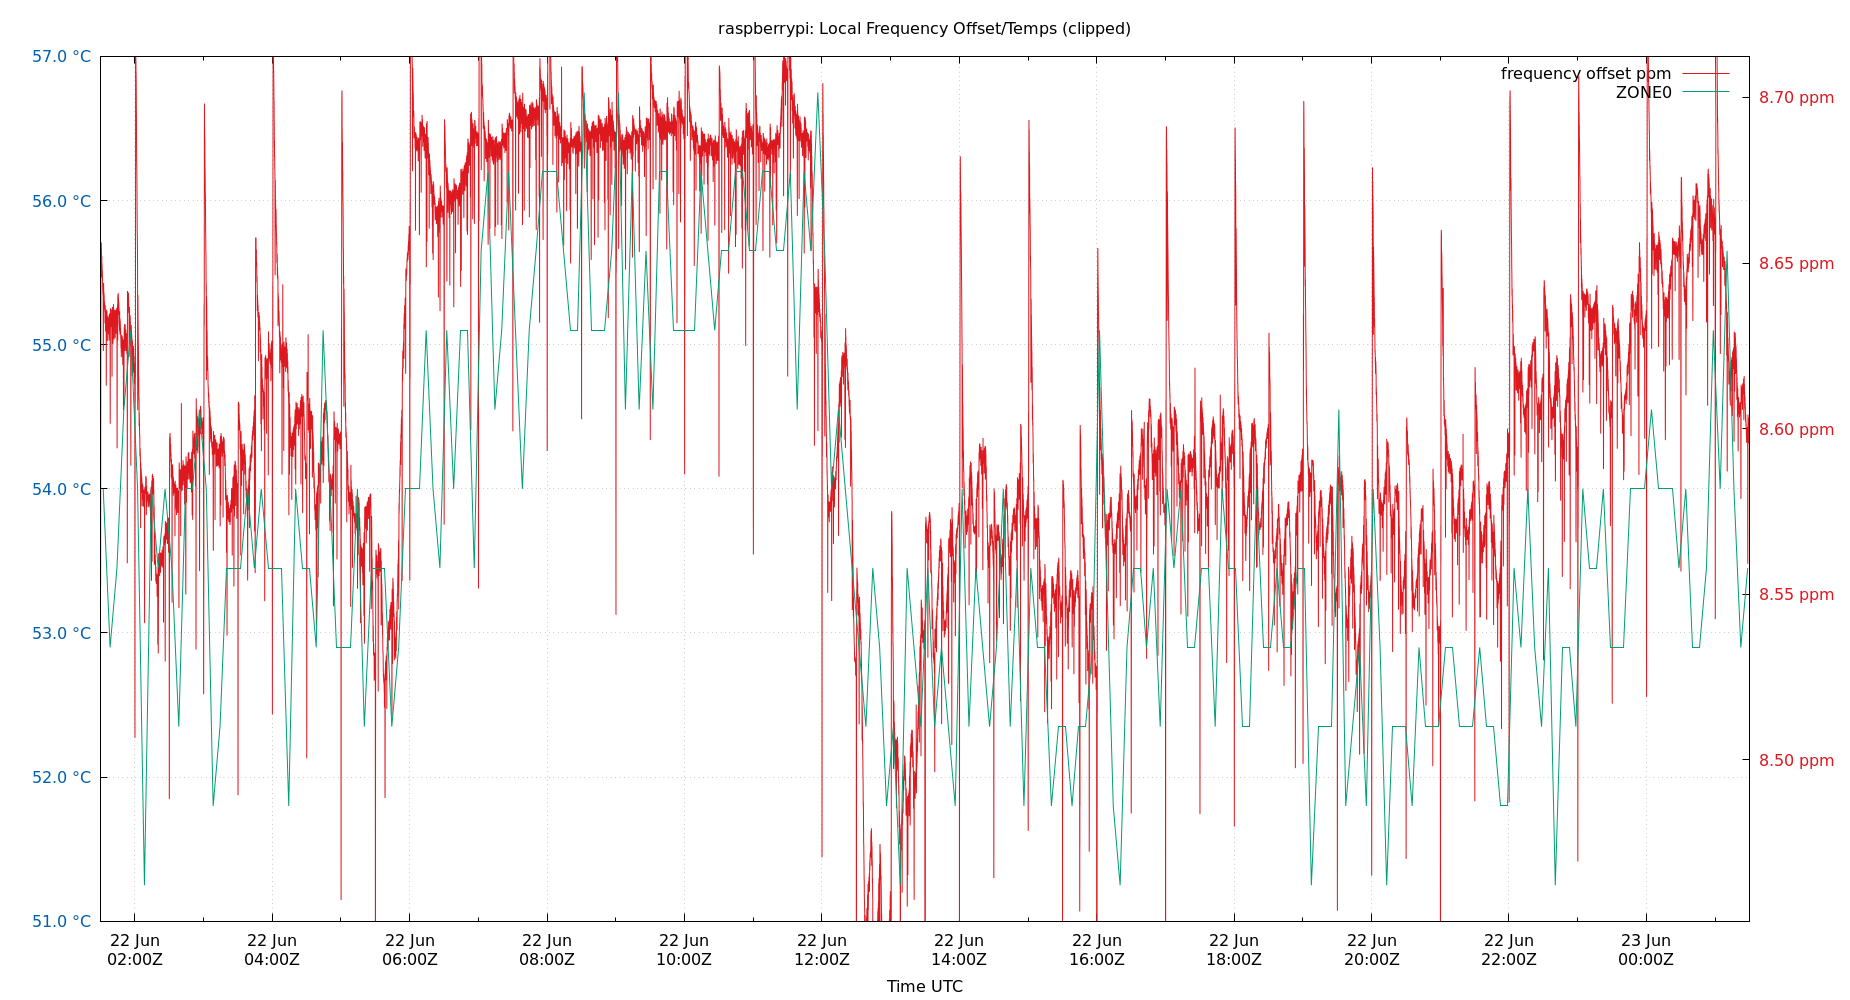 raspberrypi: Local Frequency Offset/Temps (clipped)
57.0 °C
56.0 °C
55.0 °C
54.0 °C
53.0 °C
52.0 °C
51.0 °C
frequency offset ppm
ZONE0
8.70 ppm
8.65 ppm
8.60 ppm
8.55 ppm
8.50 ppm
22 Jun 22 Jun 22 Jun 22 Jun 22 Jun 22 Jun 22 Jun 22 Jun 22 Jun 22 Jun 22 Jun 23 Jun
02:00Z 04:00Z 06:00Z 08:00Z 10:00Z 12:00Z 14:00Z 16:00Z 18:00Z 20:00Z 22:00Z 00:00Z
Time UTC